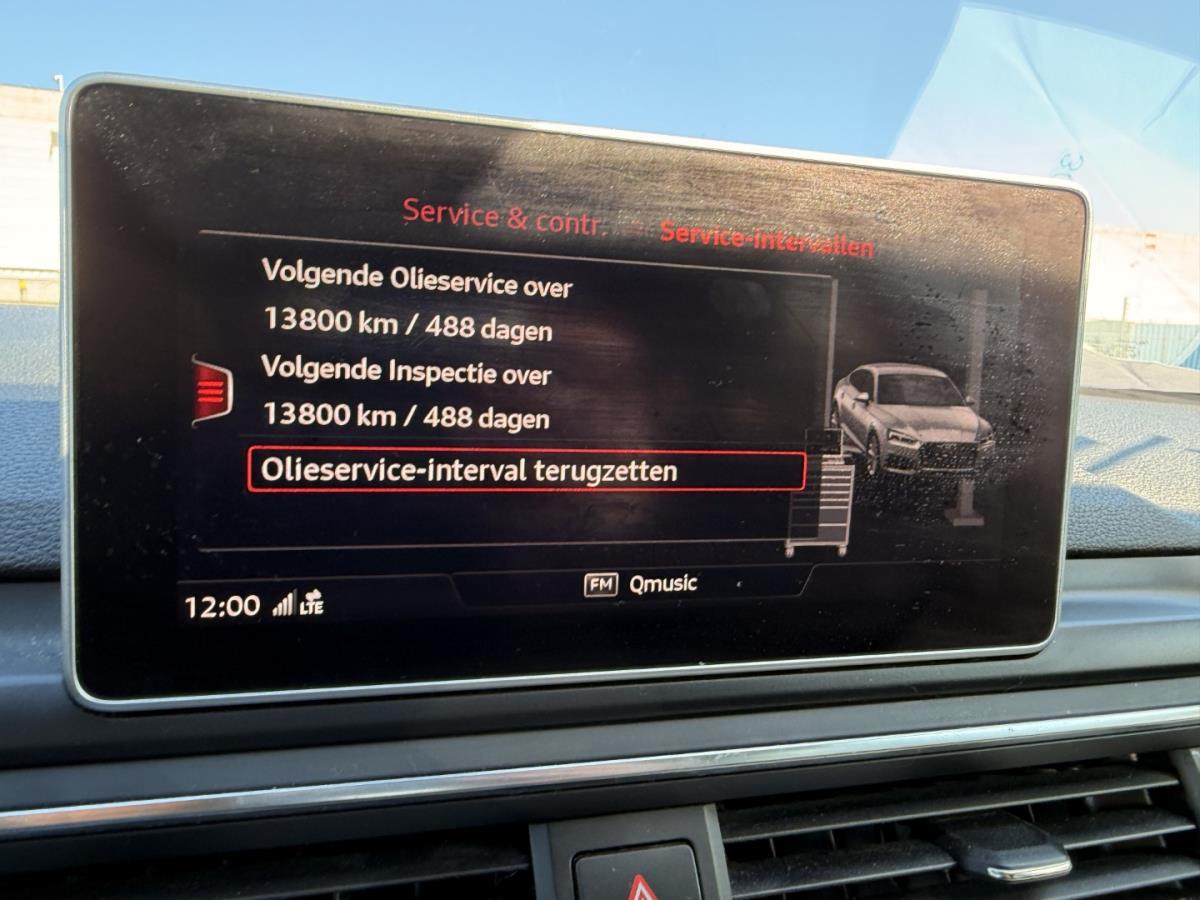 Service & contr. Service-intervallen
Volgende Olieservice over
13800 km / 488 dagen
Volgende Inspectie over
13800 km / 488 dagen
Olieservice-interval terugzetten
FM Qmusic
12:00 LTE